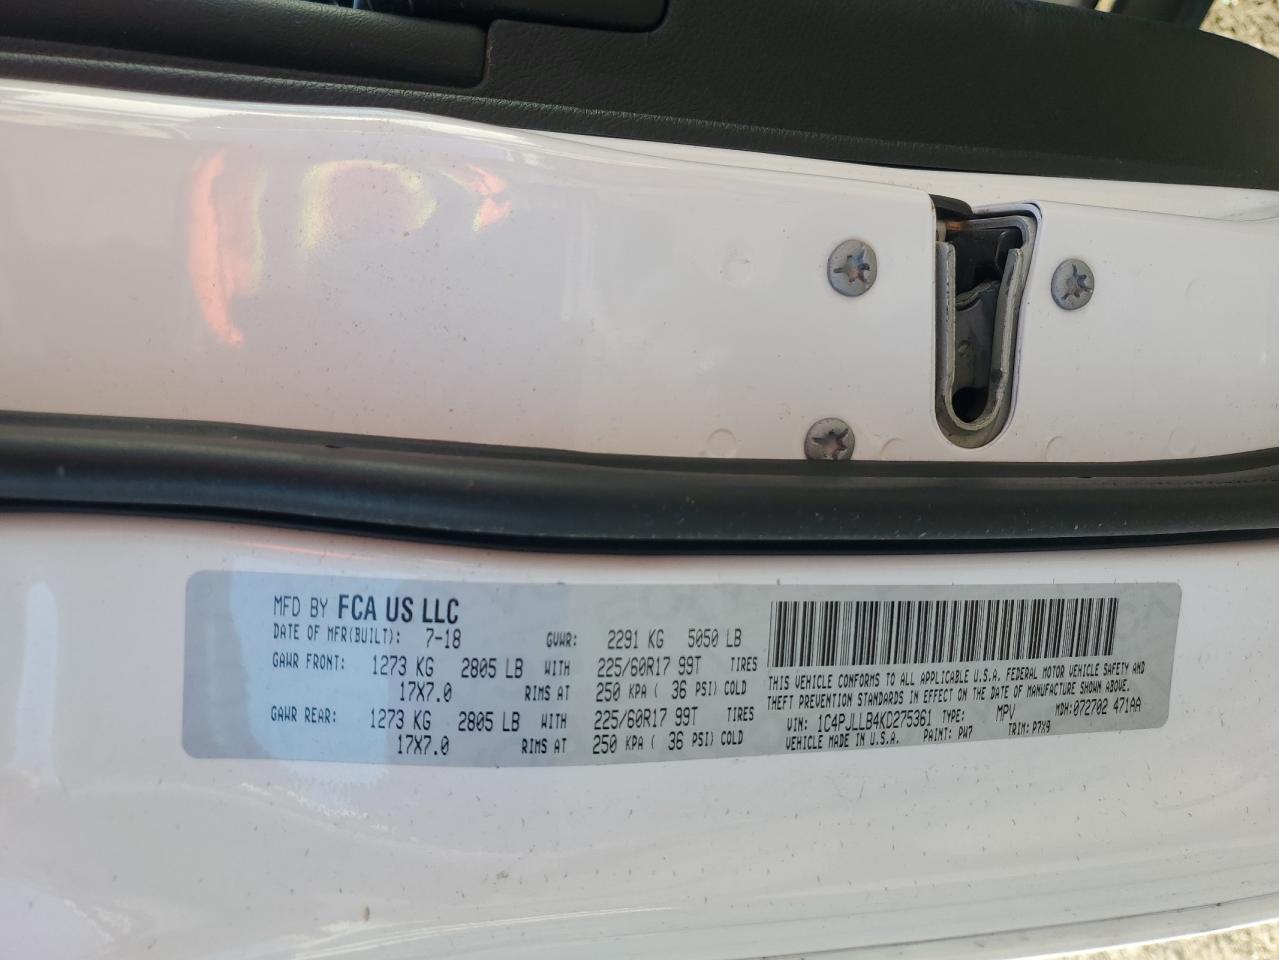 MFD BY FCA US LLC
DATE OF MFR(BUILT): 7-18 GVWR: 2291 KG 5050 LB
GAWR FRONT: 1273 KG 2805 LB WITH 225/60R17 99T TIRES
17X7.0 RIMS AT 250 KPA ( 36 PSI) COLD
GAWR REAR: 1273 KG 2805 LB WITH 225/60R17 99T TIRES
17X7.0 RIMS AT 250 KPA ( 36 PSI) COLD
THIS VEHICLE CONFORMS TO ALL APPLICABLE U.S.A. FEDERAL MOTOR VEHICLE SAFETY AND
THEFT PREVENTION STANDARDS IN EFFECT ON THE DATE OF MANUFACTURE SHOWN ABOVE.
VIN: 1C4PJLLB4KD275361 TYPE: MPV MDH: 072702 471AA
VEHICLE MADE IN U.S.A. PAINT: PW7 TRIM: P7X9